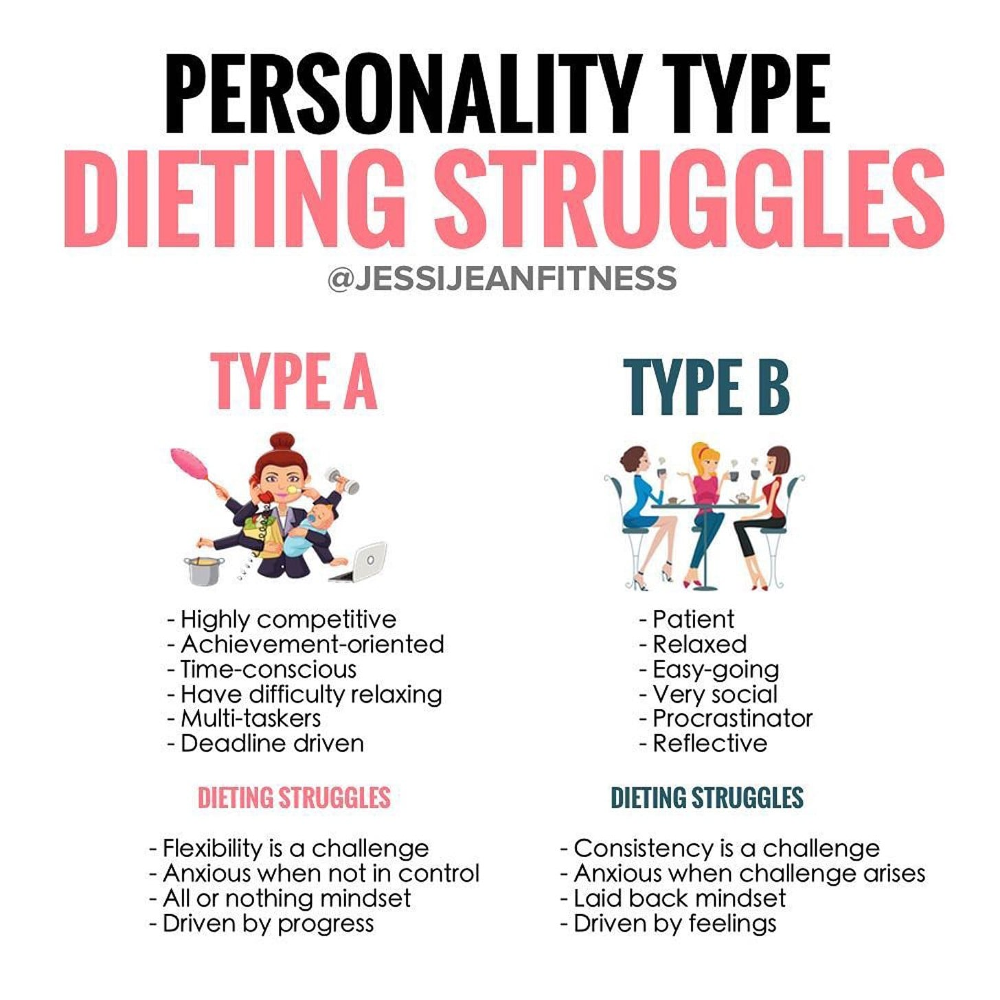 PERSONALITY TYPE
DIETING STRUGGLES
@JESSIJEANFITNESS
TYPE A
- Highly competitive
- Achievement-oriented
- Time-conscious
- Have difficulty relaxing
- Multi-taskers
- Deadline driven
DIETING STRUGGLES
- Flexibility is a challenge
- Anxious when not in control
- All or nothing mindset
- Driven by progress
TYPE B
- Patient
- Relaxed
- Easy-going
- Very social
- Procrastinator
- Reflective
DIETING STRUGGLES
- Consistency is a challenge
- Anxious when challenge arises
- Laid back mindset
- Driven by feelings